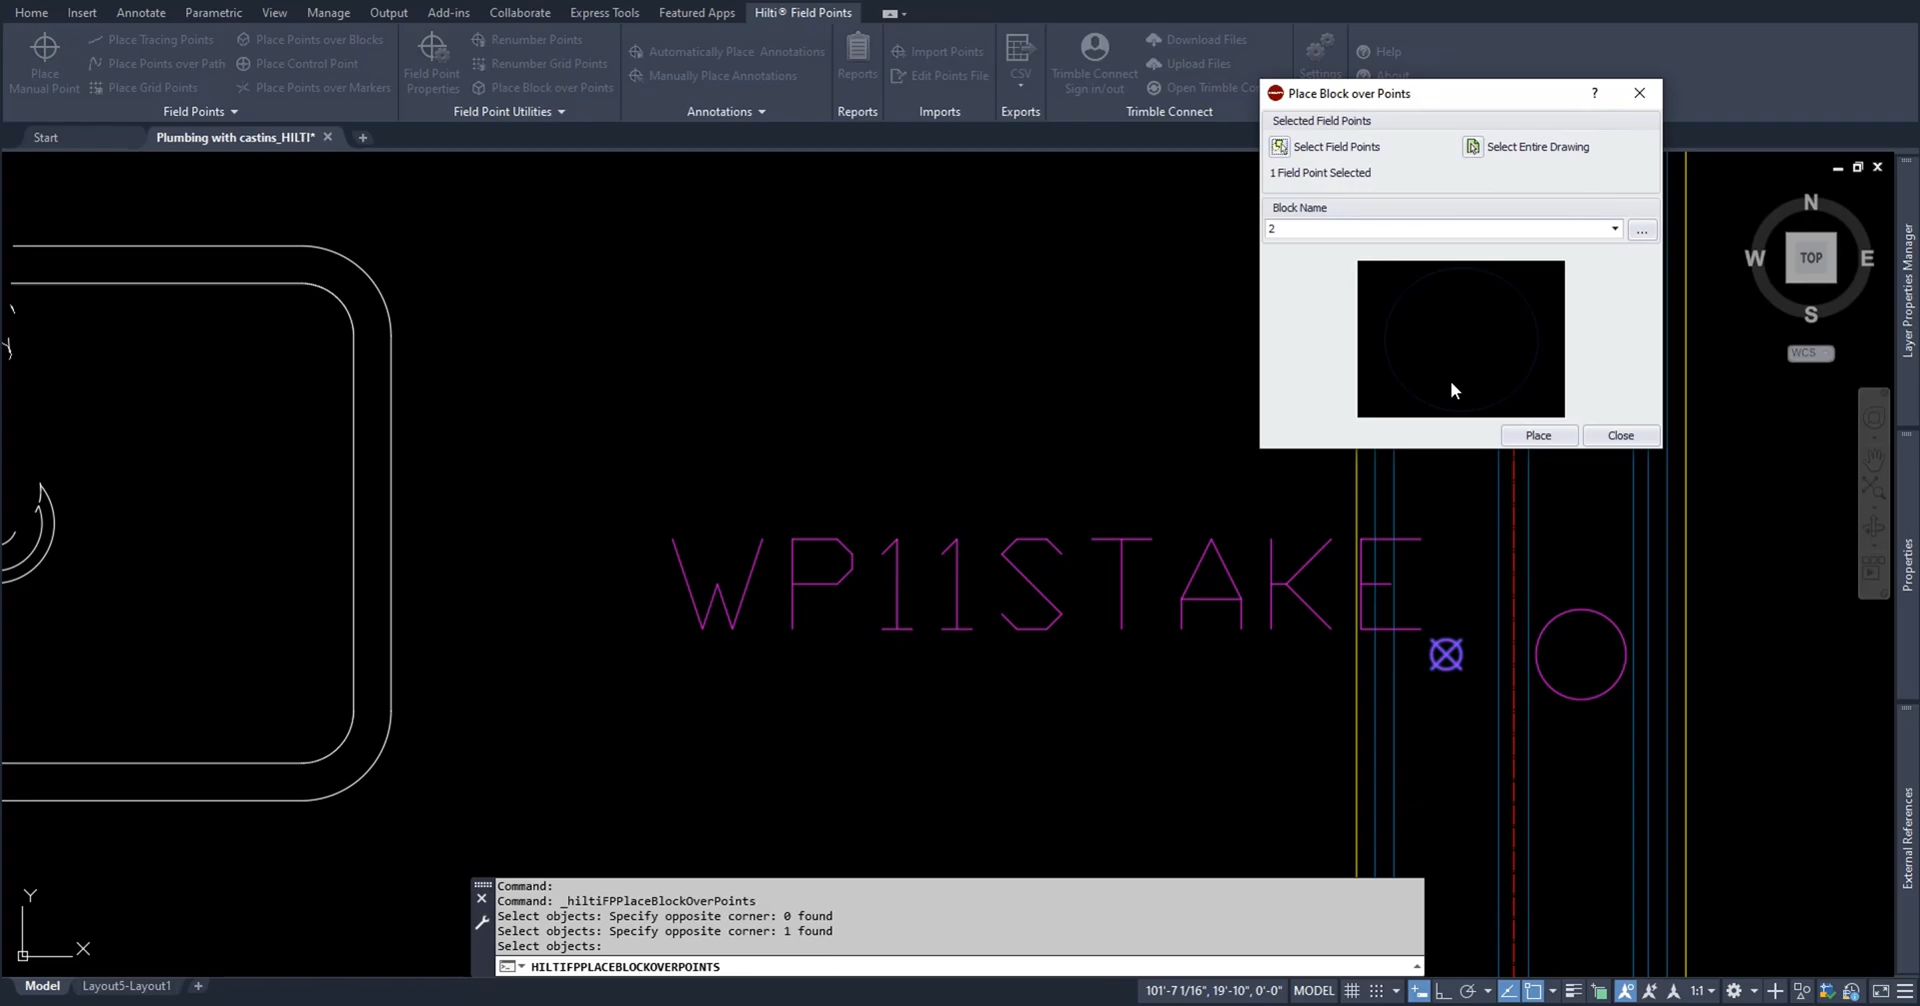 Home Insert Annotate Parametric View Manage Output Add-ins Collaborate Express Tools Featured Apps Hilti® Field Points
Place Manual Point
Place Tracing Points
Place Points over Path
Place Grid Points
Place Points over Blocks
Place Control Point
Place Points over Markers
Field Point Properties
Renumber Points
Renumber Grid Points
Place Block over Points
Automatically Place Annotations
Manually Place Annotations
Reports
Import Points
Edit Points File
CSV
Trimble Connect Sign in/out
Download Files
Upload Files
Open Trimble Co
Settings
Help
About
Field Points Field Point Utilities Annotations Reports Imports Exports Trimble Connect
Start Plumbing with castins_HILTI*
Place Block over Points ?
Selected Field Points
Select Field Points Select Entire Drawing
1 Field Point Selected
Block Name
2
...
Place Close
N
W TOP E
S
WCS
Layer Properties Manager
Properties
External References
WP11STAKE
Y
X
Command:
Command: _hiltiFPPlaceBlockOverPoints
Select objects: Specify opposite corner: 0 found
Select objects: Specify opposite corner: 1 found
Select objects:
HILTIFPPLACEBLOCKOVERPOINTS
Model Layout5-Layout1 +
101'-7 1/16", 19'-10", 0'-0" MODEL 1:1